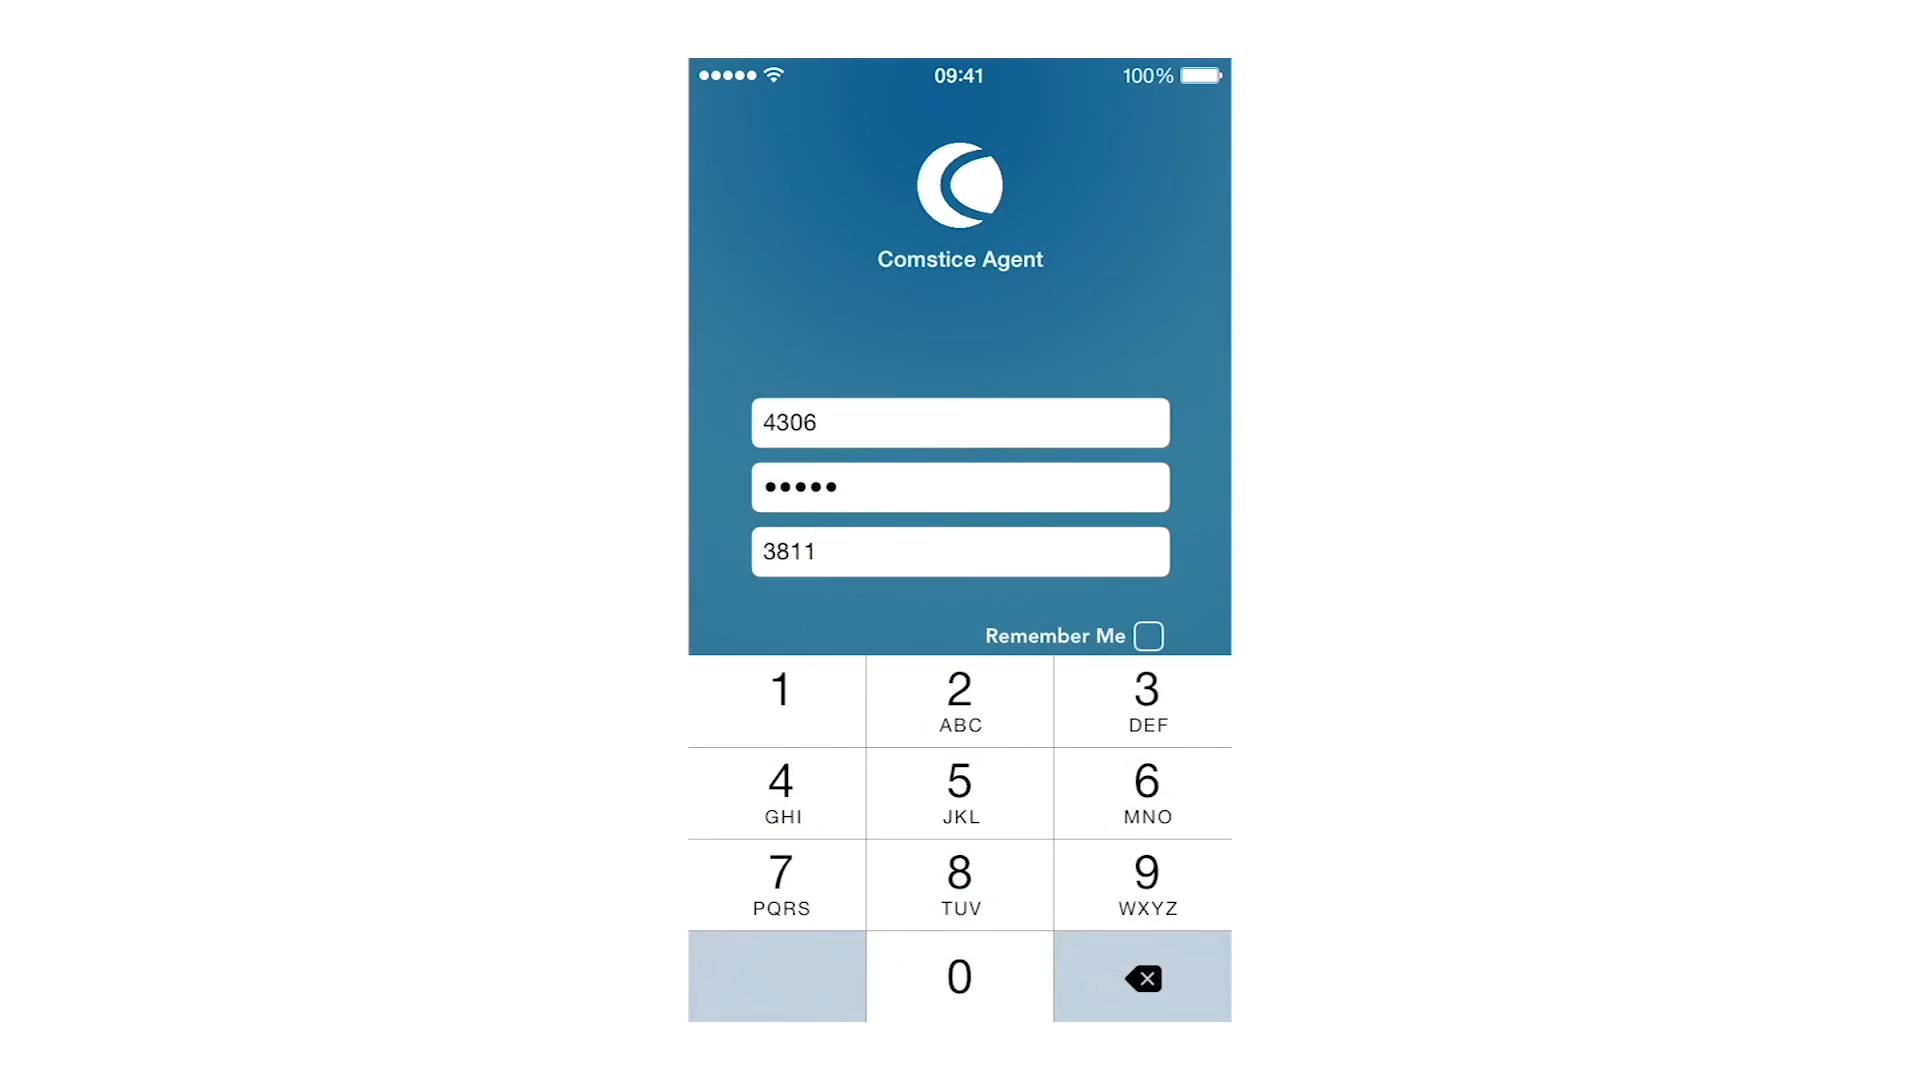 09:41
100%
Comstice Agent
4306
•••••
3811
Remember Me
1
2
3
ABC
DEF
4
5
6
GHI
JKL
MNO
7
8
9
PQRS
TUV
WXYZ
0